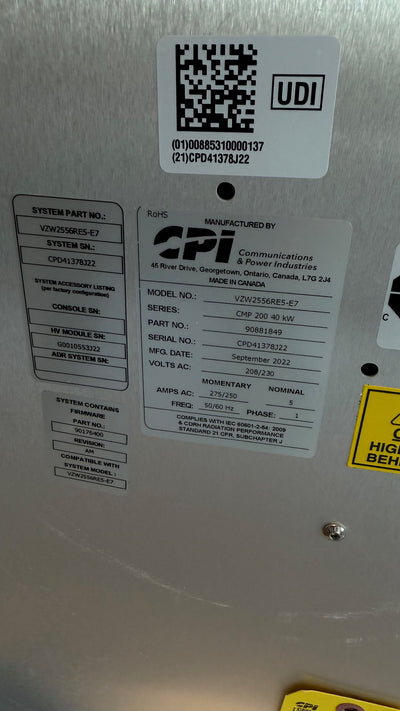 UDI
(01)00885310000137
(21)CPD41378J22
SYSTEM PART NO.:
VZW2556RE5-E7
SYSTEM SN.:
CPD41378J22
SYSTEM ACCESSORY LISTING
(per factory configuration)
CONSOLE SN:
HV MODULE SN:
G0010553J22
ADR SYSTEM SN:
SYSTEM CONTAINS
FIRMWARE
PART NO.:
90176400
REVISION:
AM
COMPATIBLE WITH
SYSTEM MODEL :
VZW2556RE5-E7
RoHS
MANUFACTURED BY
CPI Communications
& Power Industries
45 River Drive, Georgetown, Ontario, Canada, L7G 2J4
MADE IN CANADA
MODEL NO.: VZW2556RE5-E7
SERIES: CMP 200 40 kW
PART NO.: 90881849
SERIAL NO.: CPD41378J22
MFG. DATE: September 2022
VOLTS AC: 208/230
MOMENTARY NOMINAL
AMPS AC: 275/250 5
FREQ: 50/60 Hz PHASE: 1
COMPLIES WITH IEC 60601-2-54: 2009
& CDRH RADIATION PERFORMANCE
STANDARD 21 CFR, SUBCHAPTER J
C
HIG
BEH
CPI